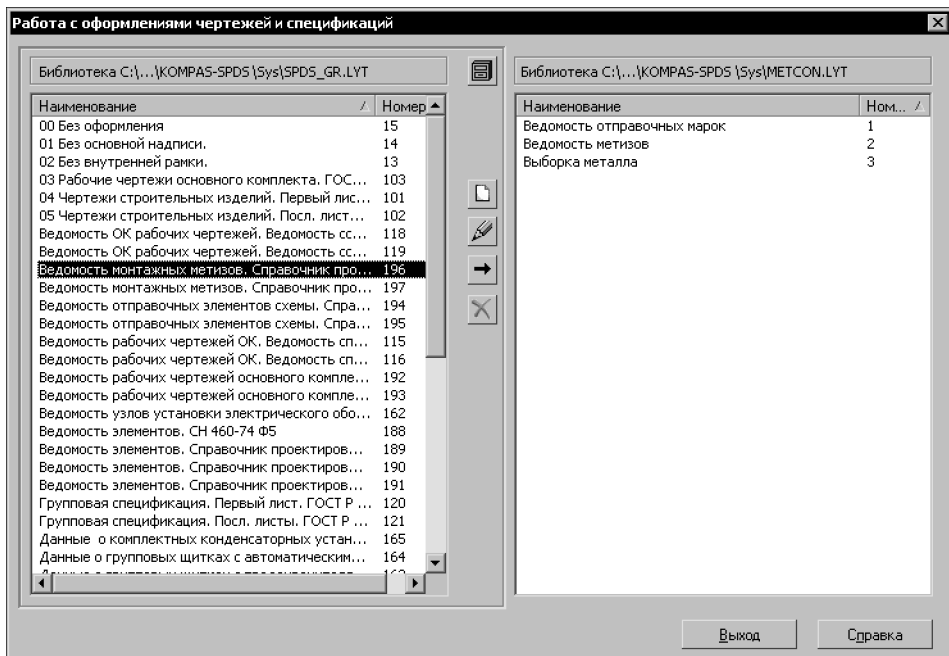 Работа с оформлениями чертежей и спецификаций
Библиотека C:\...\KOMPAS-SPDS\Sys\SPDS_GR.LYT
Наименование Номер
00 Без оформления 15
01 Без основной надписи. 14
02 Без внутренней рамки. 13
03 Рабочие чертежи основного комплекта. ГОС... 103
04 Чертежи строительных изделий. Первый лис... 101
05 Чертежи строительных изделий. Посл. лист... 102
Ведомость ОК рабочих чертежей. Ведомость сс... 118
Ведомость ОК рабочих чертежей. Ведомость сс... 119
Ведомость монтажных метизов. Справочник про... 196
Ведомость монтажных метизов. Справочник про... 197
Ведомость отправочных элементов схемы. Спра... 194
Ведомость отправочных элементов схемы. Спра... 195
Ведомость рабочих чертежей ОК. Ведомость сп... 115
Ведомость рабочих чертежей ОК. Ведомость сп... 116
Ведомость рабочих чертежей основного компле... 192
Ведомость рабочих чертежей основного компле... 193
Ведомость узлов установки электрического обо... 162
Ведомость элементов. СН 460-74 Ф5 188
Ведомость элементов. Справочник проектиров... 189
Ведомость элементов. Справочник проектиров... 190
Ведомость элементов. Справочник проектиров... 191
Групповая спецификация. Первый лист. ГОСТ Р ... 120
Групповая спецификация. Посл. листы. ГОСТ Р ... 121
Данные о комплектных конденсаторных устан... 165
Данные о групповых щитках с автоматическим... 164
Библиотека C:\...\KOMPAS-SPDS \Sys\METCON.LYT
Наименование Ном...
Ведомость отправочных марок 1
Ведомость метизов 2
Выборка металла 3
Выход
Справка